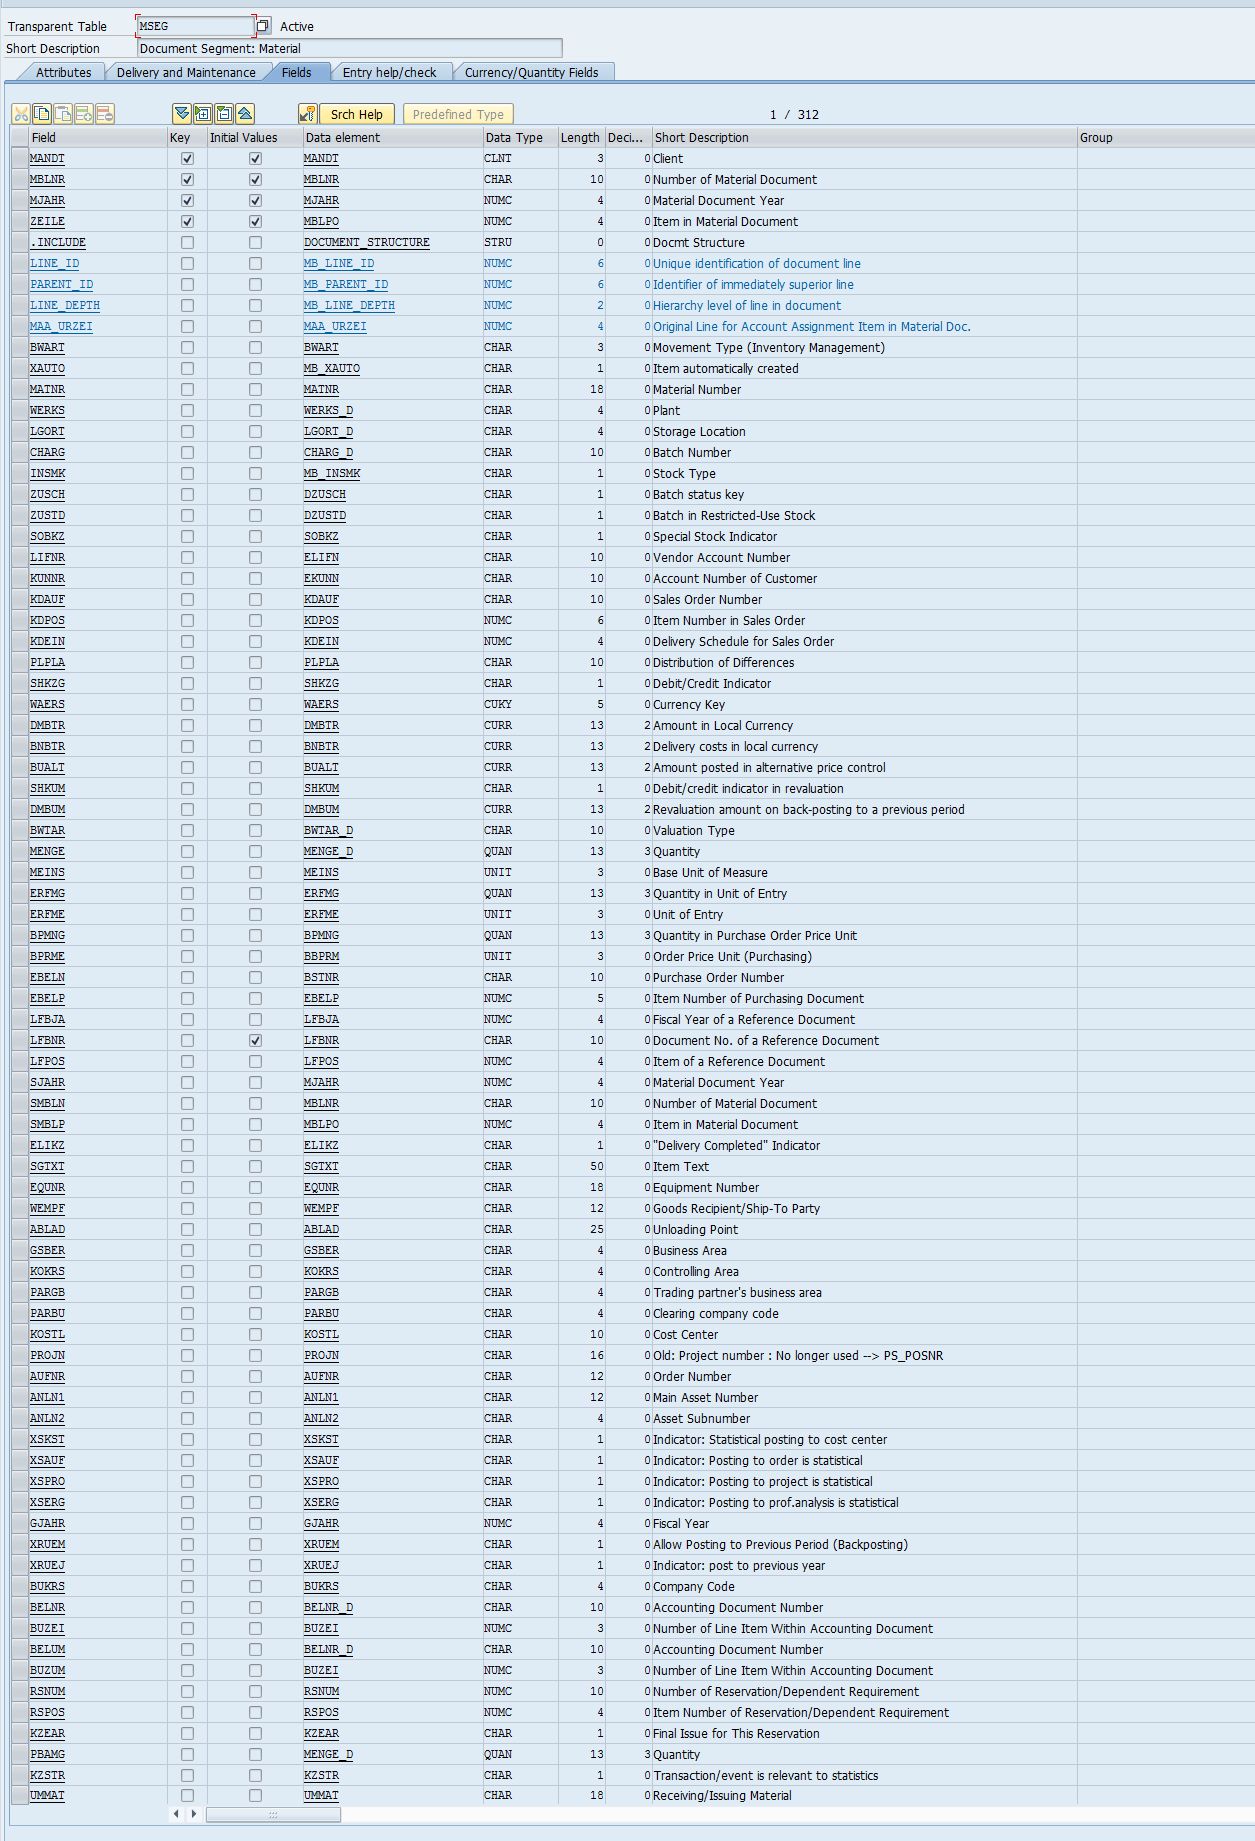 Transparent Table MSEG Active
Short Description Document Segment: Material
Attributes Delivery and Maintenance Fields Entry help/check Currency/Quantity Fields
Srch Help Predefined Type 1 / 312
Field Key Initial Values Data element Data Type Length Deci... Short Description Group
MANDT MANDT CLNT 3 0 Client
MBLNR MBLNR CHAR 10 0 Number of Material Document
MJAHR MJAHR NUMC 4 0 Material Document Year
ZEILE MBLPO NUMC 4 0 Item in Material Document
.INCLUDE DOCUMENT_STRUCTURE STRU 0 0 Docmt Structure
LINE_ID MB_LINE_ID NUMC 6 0 Unique identification of document line
PARENT_ID MB_PARENT_ID NUMC 6 0 Identifier of immediately superior line
LINE_DEPTH MB_LINE_DEPTH NUMC 2 0 Hierarchy level of line in document
MAA_URZEI MAA_URZEI NUMC 4 0 Original Line for Account Assignment Item in Material Doc.
BWART BWART CHAR 3 0 Movement Type (Inventory Management)
XAUTO MB_XAUTO CHAR 1 0 Item automatically created
MATNR MATNR CHAR 18 0 Material Number
WERKS WERKS_D CHAR 4 0 Plant
LGORT LGORT_D CHAR 4 0 Storage Location
CHARG CHARG_D CHAR 10 0 Batch Number
INSMK MB_INSMK CHAR 1 0 Stock Type
ZUSCH DZUSCH CHAR 1 0 Batch status key
ZUSTD DZUSTD CHAR 1 0 Batch in Restricted-Use Stock
SOBKZ SOBKZ CHAR 1 0 Special Stock Indicator
LIFNR ELIFN CHAR 10 0 Vendor Account Number
KUNNR EKUNN CHAR 10 0 Account Number of Customer
KDAUF KDAUF CHAR 10 0 Sales Order Number
KDPOS KDPOS NUMC 6 0 Item Number in Sales Order
KDEIN KDEIN NUMC 4 0 Delivery Schedule for Sales Order
PLPLA PLPLA CHAR 10 0 Distribution of Differences
SHKZG SHKZG CHAR 1 0 Debit/Credit Indicator
WAERS WAERS CUKY 5 0 Currency Key
DMBTR DMBTR CURR 13 2 Amount in Local Currency
BNBTR BNBTR CURR 13 2 Delivery costs in local currency
BUALT BUALT CURR 13 2 Amount posted in alternative price control
SHKUM SHKUM CHAR 1 0 Debit/credit indicator in revaluation
DMBUM DMBUM CURR 13 2 Revaluation amount on back-posting to a previous period
BWTAR BWTAR_D CHAR 10 0 Valuation Type
MENGE MENGE_D QUAN 13 3 Quantity
MEINS MEINS UNIT 3 0 Base Unit of Measure
ERFMG ERFMG QUAN 13 3 Quantity in Unit of Entry
ERFME ERFME UNIT 3 0 Unit of Entry
BPMNG BPMNG QUAN 13 3 Quantity in Purchase Order Price Unit
BPRME BBPRM UNIT 3 0 Order Price Unit (Purchasing)
EBELN BSTNR CHAR 10 0 Purchase Order Number
EBELP EBELP NUMC 5 0 Item Number of Purchasing Document
LFBJA LFBJA NUMC 4 0 Fiscal Year of a Reference Document
LFBNR LFBNR CHAR 10 0 Document No. of a Reference Document
LFPOS LFPOS NUMC 4 0 Item of a Reference Document
SJAHR MJAHR NUMC 4 0 Material Document Year
SMBLN MBLNR CHAR 10 0 Number of Material Document
SMBLP MBLPO NUMC 4 0 Item in Material Document
ELIKZ ELIKZ CHAR 1 0 "Delivery Completed" Indicator
SGTXT SGTXT CHAR 50 0 Item Text
EQUNR EQUNR CHAR 18 0 Equipment Number
WEMPF WEMPF CHAR 12 0 Goods Recipient/Ship-To Party
ABLAD ABLAD CHAR 25 0 Unloading Point
GSBER GSBER CHAR 4 0 Business Area
KOKRS KOKRS CHAR 4 0 Controlling Area
PARGB PARGB CHAR 4 0 Trading partner's business area
PARBU PARBU CHAR 4 0 Clearing company code
KOSTL KOSTL CHAR 10 0 Cost Center
PROJN PROJN CHAR 16 0 Old: Project number : No longer used --> PS_POSNR
AUFNR AUFNR CHAR 12 0 Order Number
ANLN1 ANLN1 CHAR 12 0 Main Asset Number
ANLN2 ANLN2 CHAR 4 0 Asset Subnumber
XSKST XSKST CHAR 1 0 Indicator: Statistical posting to cost center
XSAUF XSAUF CHAR 1 0 Indicator: Posting to order is statistical
XSPRO XSPRO CHAR 1 0 Indicator: Posting to project is statistical
XSERG XSERG CHAR 1 0 Indicator: Posting to prof.analysis is statistical
GJAHR GJAHR NUMC 4 0 Fiscal Year
XRUEM XRUEM CHAR 1 0 Allow Posting to Previous Period (Backposting)
XRUEJ XRUEJ CHAR 1 0 Indicator: post to previous year
BUKRS BUKRS CHAR 4 0 Company Code
BELNR BELNR_D CHAR 10 0 Accounting Document Number
BUZEI BUZEI NUMC 3 0 Number of Line Item Within Accounting Document
BELUM BELNR_D CHAR 10 0 Accounting Document Number
BUZUM BUZEI NUMC 3 0 Number of Line Item Within Accounting Document
RSNUM RSNUM NUMC 10 0 Number of Reservation/Dependent Requirement
RSPOS RSPOS NUMC 4 0 Item Number of Reservation/Dependent Requirement
KZEAR KZEAR CHAR 1 0 Final Issue for This Reservation
PBAMG MENGE_D QUAN 13 3 Quantity
KZSTR KZSTR CHAR 1 0 Transaction/event is relevant to statistics
UMMAT UMMAT CHAR 18 0 Receiving/Issuing Material